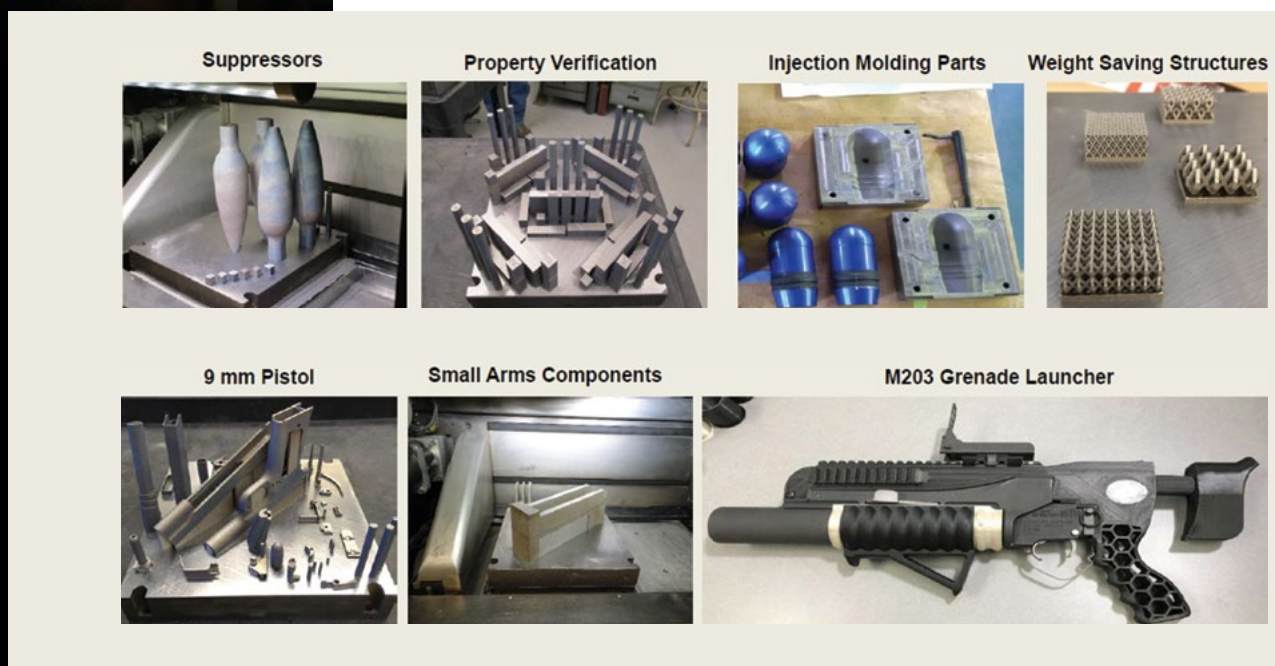 Suppressors
Property Verification
Injection Molding Parts
Weight Saving Structures
9 mm Pistol
Small Arms Components
M203 Grenade Launcher